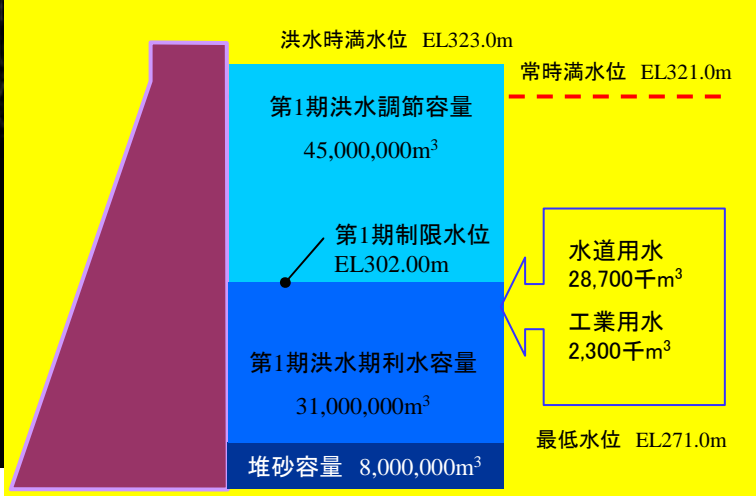 洪水時満水位 EL323.0m
常時満水位 EL321.0m
第1期洪水調節容量
45,000,000m³
第1期制限水位
EL302.00m
水道用水
28,700千m³
工業用水
2,300千m³
第1期洪水期利水容量
31,000,000m³
最低水位 EL271.0m
堆砂容量 8,000,000m³